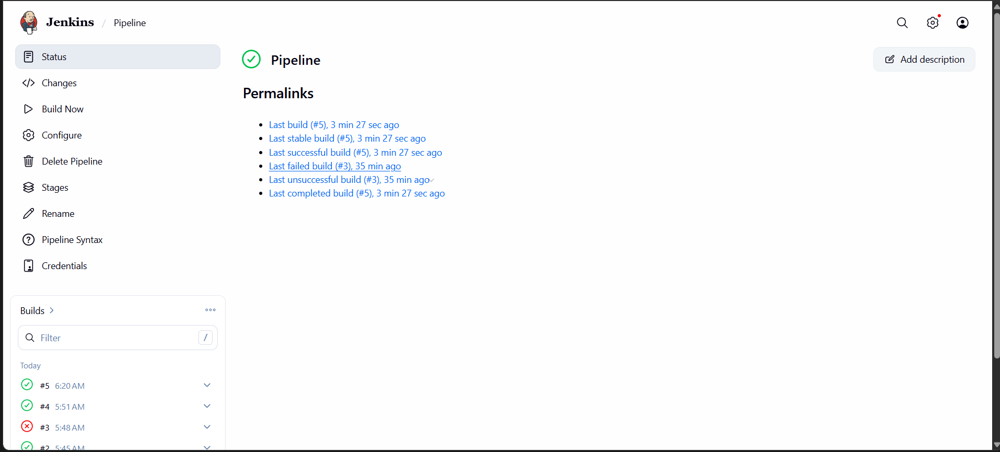 Jenkins / Pipeline
Status
Changes
Build Now
Configure
Delete Pipeline
Stages
Rename
Pipeline Syntax
Credentials
Builds
Filter /
Today
#5 6:20 AM
#4 5:51 AM
#3 5:48 AM
#2 5:45 AM
Pipeline
Add description
Permalinks
Last build (#5), 3 min 27 sec ago
Last stable build (#5), 3 min 27 sec ago
Last successful build (#5), 3 min 27 sec ago
Last failed build (#3), 35 min ago
Last unsuccessful build (#3), 35 min ago
Last completed build (#5), 3 min 27 sec ago